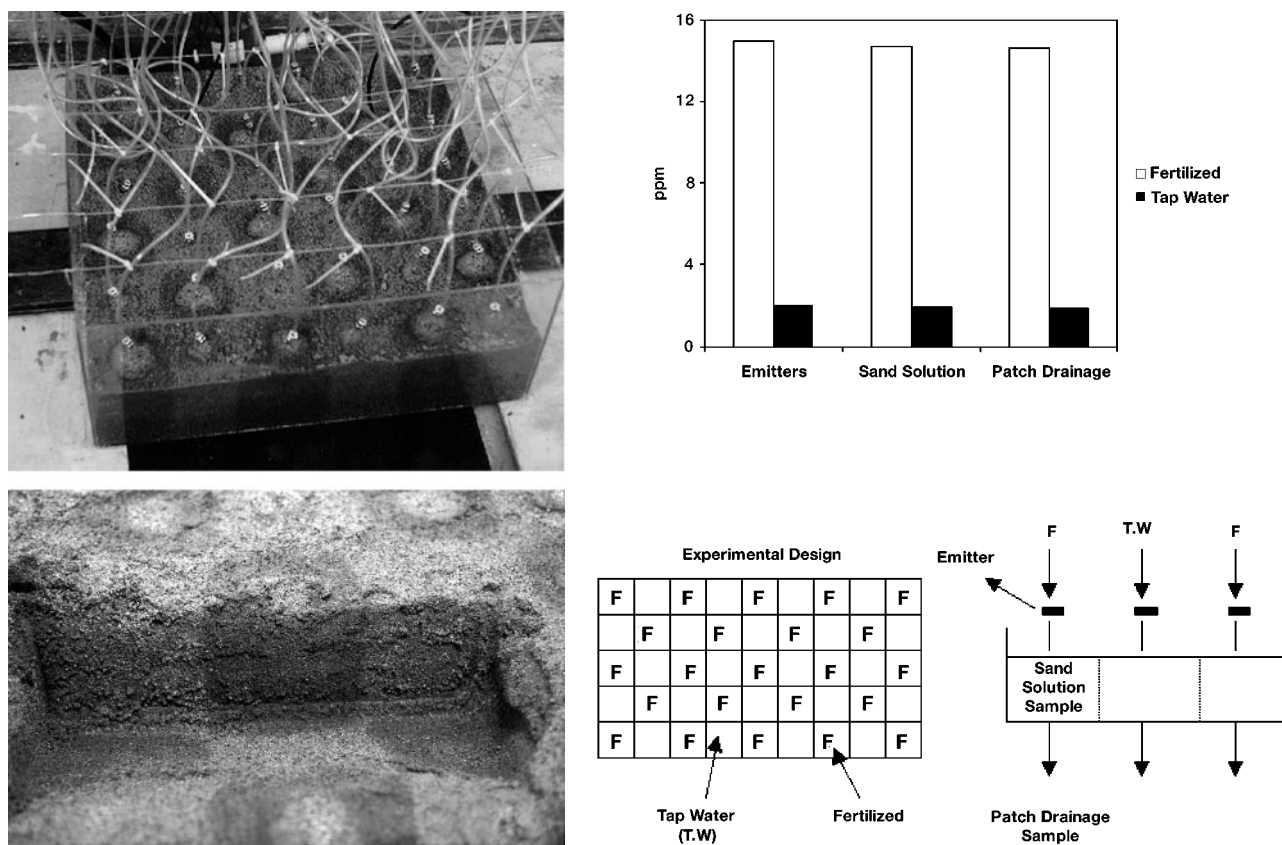 16
12
8
4
0
ppm
Fertilized
Tap Water
Emitters Sand Solution Patch Drainage
Experimental Design
F F F F F
F F F F
F F F F F
F F F F
F F F F F
Tap Water
(T.W)
Fertilized
F T.W F
Emitter
Sand
Solution
Sample
Patch Drainage
Sample